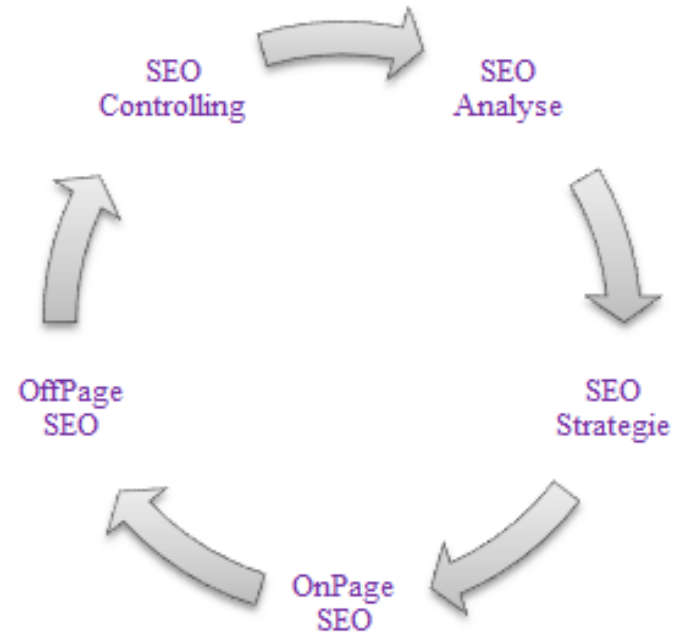 SEO
Controlling
SEO
Analyse
SEO
Strategie
OnPage
SEO
OffPage
SEO